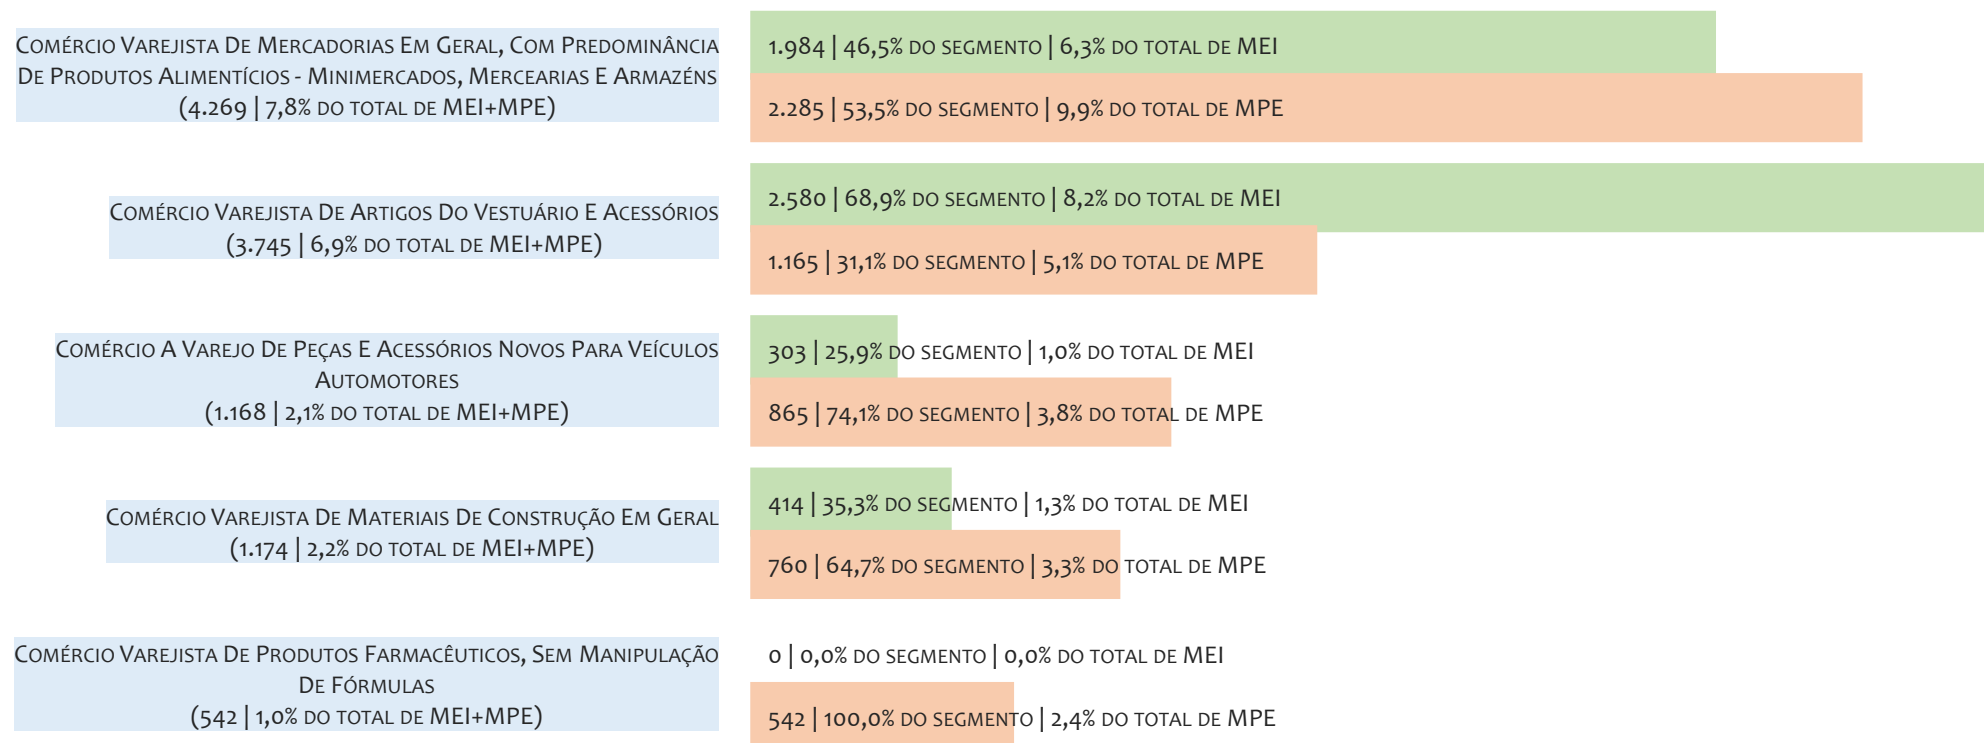 Comércio Varejista De Mercadorias Em Geral, Com Predominância
De Produtos Alimentícios - Minimercados, Mercearias E Armazéns
(4.269 | 7,8% do total de MEI+MPE)
1.984 | 46,5% do segmento | 6,3% do total de MEI
2.285 | 53,5% do segmento | 9,9% do total de MPE
Comércio Varejista De Artigos Do Vestuário E Acessórios
(3.745 | 6,9% do total de MEI+MPE)
2.580 | 68,9% do segmento | 8,2% do total de MEI
1.165 | 31,1% do segmento | 5,1% do total de MPE
Comércio A Varejo De Peças E Acessórios Novos Para Veículos
Automotores
(1.168 | 2,1% do total de MEI+MPE)
303 | 25,9% do segmento | 1,0% do total de MEI
865 | 74,1% do segmento | 3,8% do total de MPE
Comércio Varejista De Materiais De Construção Em Geral
(1.174 | 2,2% do total de MEI+MPE)
414 | 35,3% do segmento | 1,3% do total de MEI
760 | 64,7% do segmento | 3,3% do total de MPE
Comércio Varejista De Produtos Farmacêuticos, Sem Manipulação
De Fórmulas
(542 | 1,0% do total de MEI+MPE)
0 | 0,0% do segmento | 0,0% do total de MEI
542 | 100,0% do segmento | 2,4% do total de MPE